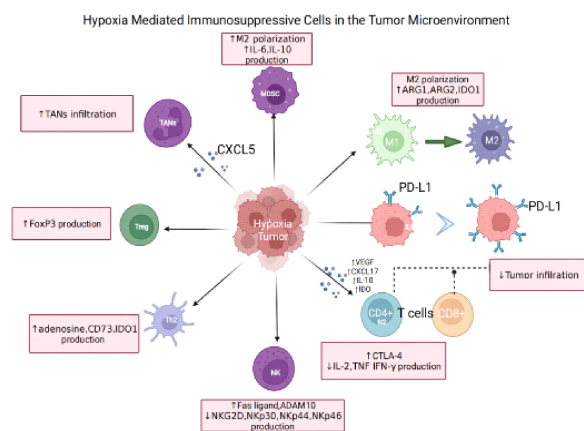 Hypoxia Mediated Immunosuppressive Cells in the Tumor Microenvironment
↑M2 polarization
↑IL-6,IL-10
production
MDSC
M2 polarization
↑ARG1,ARG2,IDO1
production
↑TANs infiltration
TANs
CXCL5
M1
M2
PD-L1
PD-L1
Hypoxia
Tumor
↑FoxP3 production
Treg
↑VEGF
↑CXCL17
↑IL-10
↑IDO
↓Tumor infiltration
CD4+
T cells
CD8+
Th2
↑adenosine,CD73,IDO1
production
NK
↑CTLA-4
↓IL-2,TNF IFN-γ production
↑Fas ligand,ADAM10
↓NKG2D,NKp30,NKp44,NKp46
production